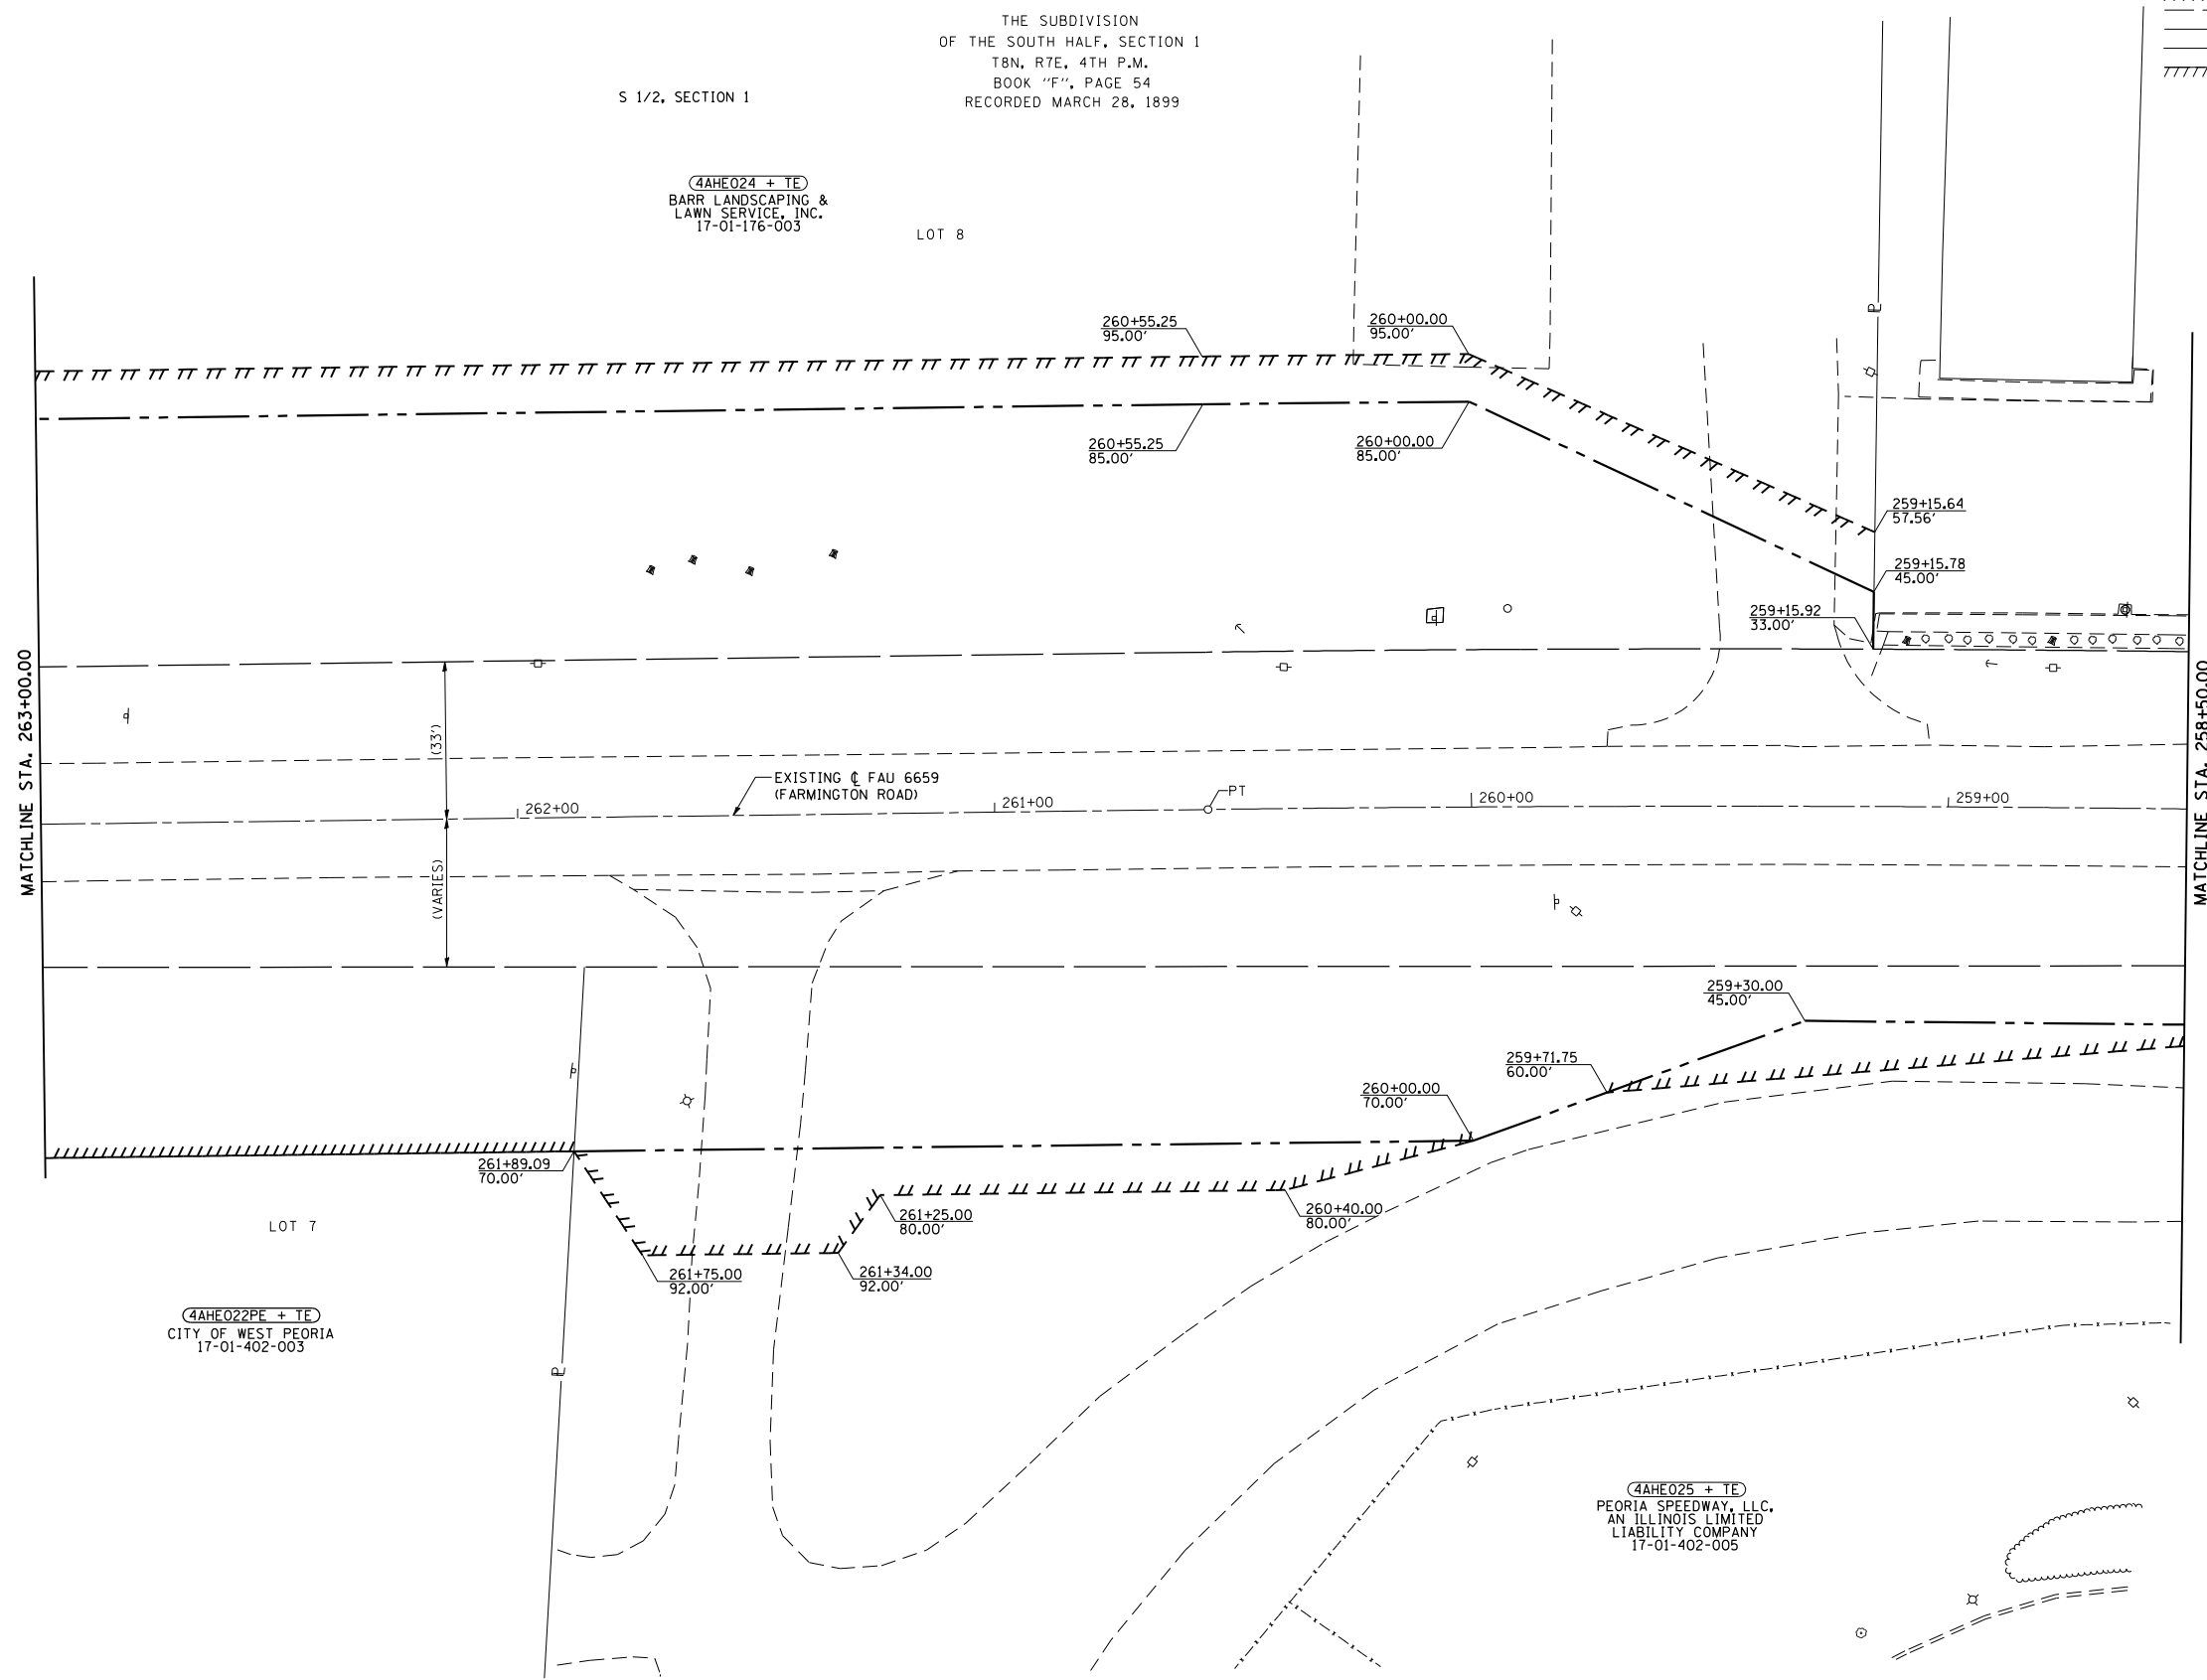 THE SUBDIVISION
OF THE SOUTH HALF, SECTION 1
T8N, R7E, 4TH P.M.
BOOK "F", PAGE 54
RECORDED MARCH 28, 1899
S 1/2, SECTION 1
4AHE024 + TE
BARR LANDSCAPING &
LAWN SERVICE, INC.
17-01-176-003
LOT 8
260+55.25
95.00'
260+00.00
95.00'
260+55.25
85.00'
260+00.00
85.00'
259+15.64
57.56'
259+15.78
45.00'
259+15.92
33.00'
MATCHLINE STA. 263+00.00
MATCHLINE STA. 258+50.00
(33')
EXISTING ℄ FAU 6659
(FARMINGTON ROAD)
PT
262+00
261+00
260+00
259+00
(VARIES)
259+30.00
45.00'
259+71.75
60.00'
260+00.00
70.00'
261+89.09
70.00'
261+25.00
80.00'
260+40.00
80.00'
261+75.00
92.00'
261+34.00
92.00'
LOT 7
4AHE022PE + TE
CITY OF WEST PEORIA
17-01-402-003
4AHE025 + TE
PEORIA SPEEDWAY, LLC,
AN ILLINOIS LIMITED
LIABILITY COMPANY
17-01-402-005